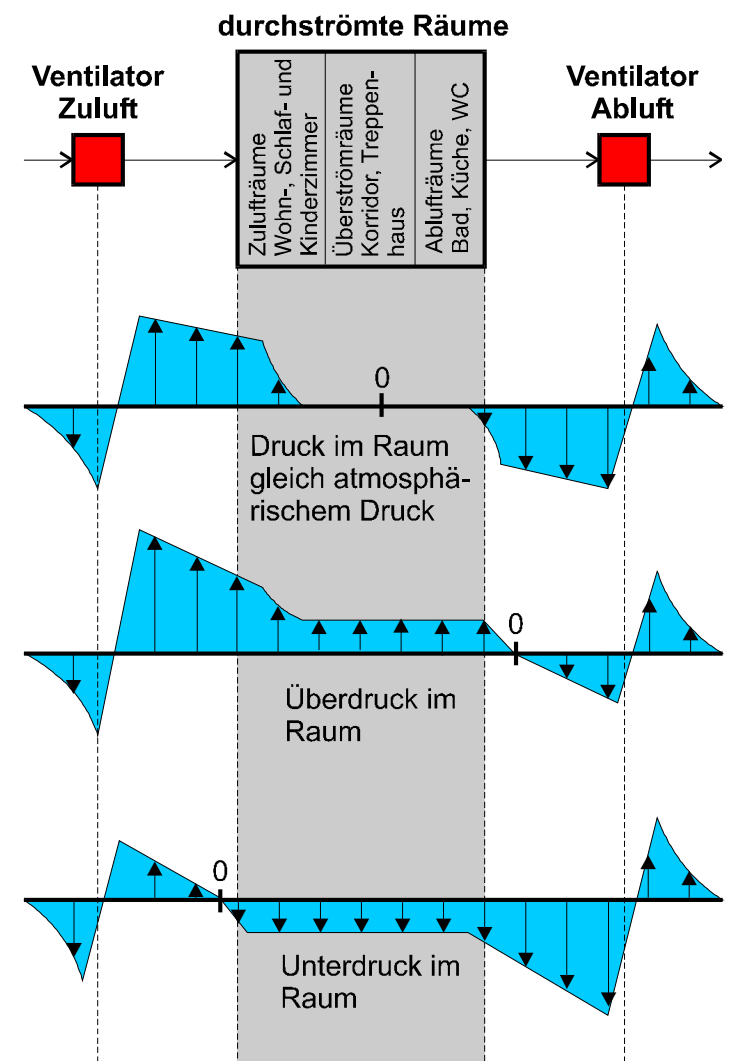 durchströmte Räume
Ventilator
Zuluft
Zulufträume
Wohn-, Schlaf- und
Kinderzimmer
Überströmräume
Korridor, Treppen-
haus
Ablufträume
Bad, Küche, WC
Ventilator
Abluft
0
Druck im Raum
gleich atmosphä-
rischem Druck
0
Überdruck im
Raum
0
Unterdruck im
Raum